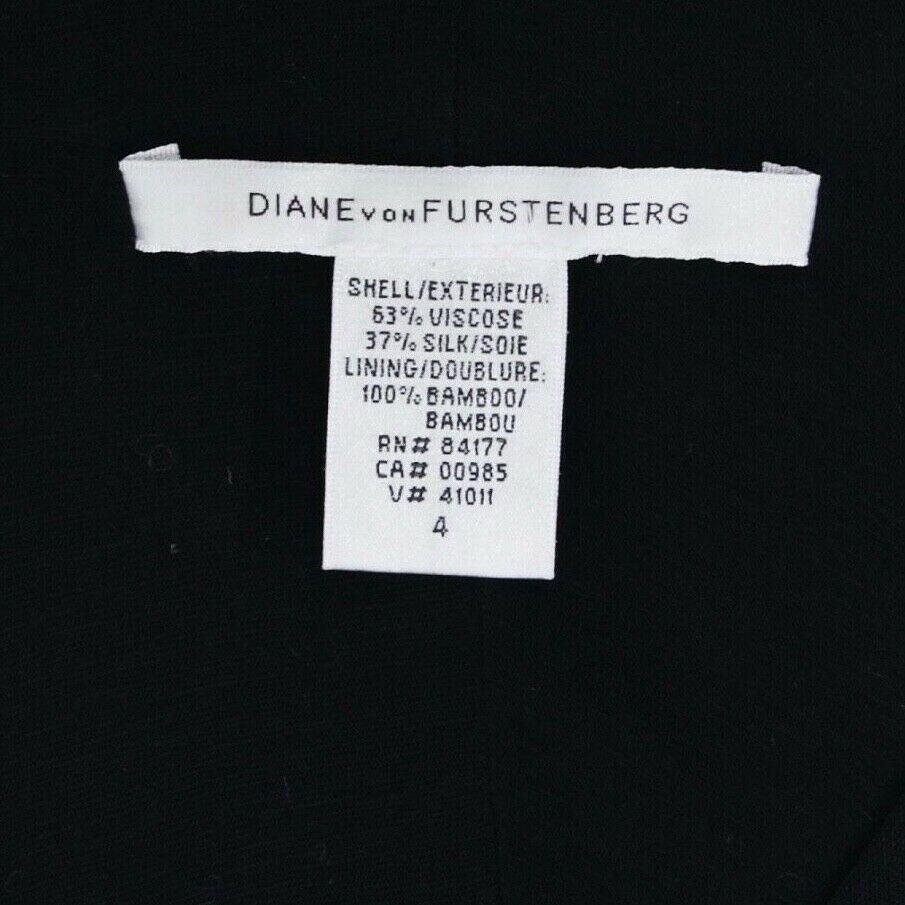 DIANE VON FURSTENBERG
SHELL/EXTERIEUR:
63% VISCOSE
37% SILK/SOIE
LINING/DOUBLURE:
100% BAMBOO/
BAMBOU
RN# 84177
CA# 00985
V# 41011
4